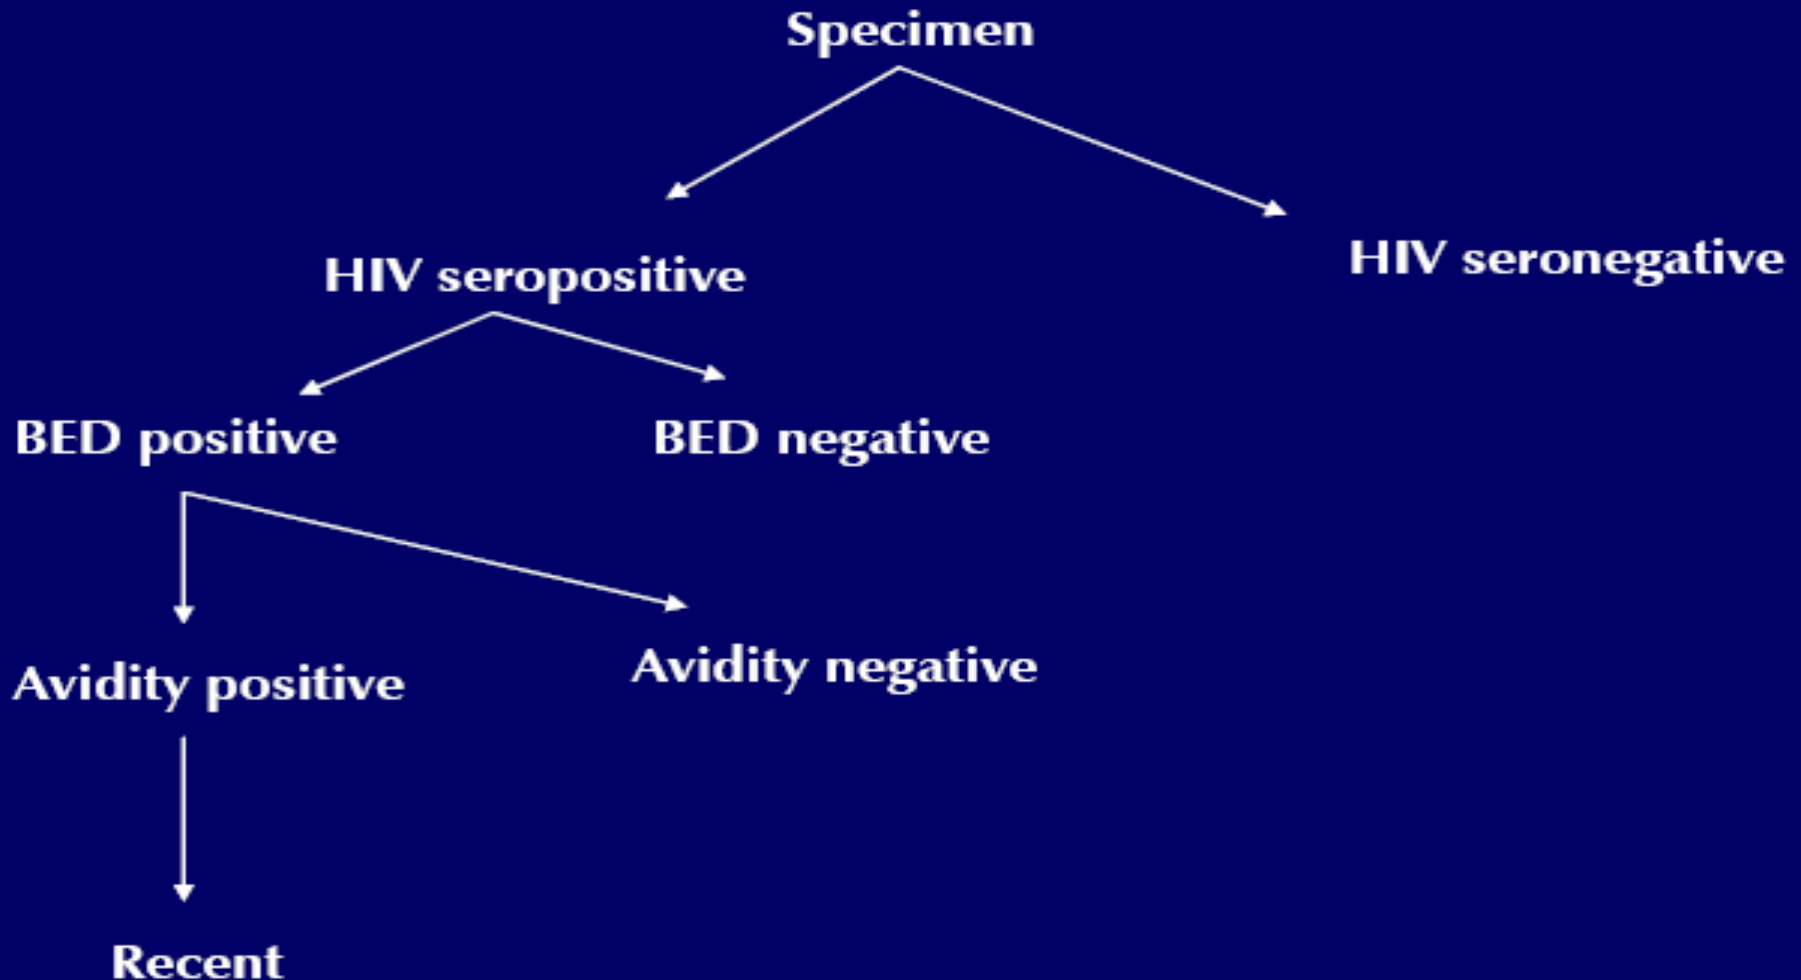 Specimen
HIV seropositive
HIV seronegative
BED positive
BED negative
Avidity positive
Avidity negative
Recent